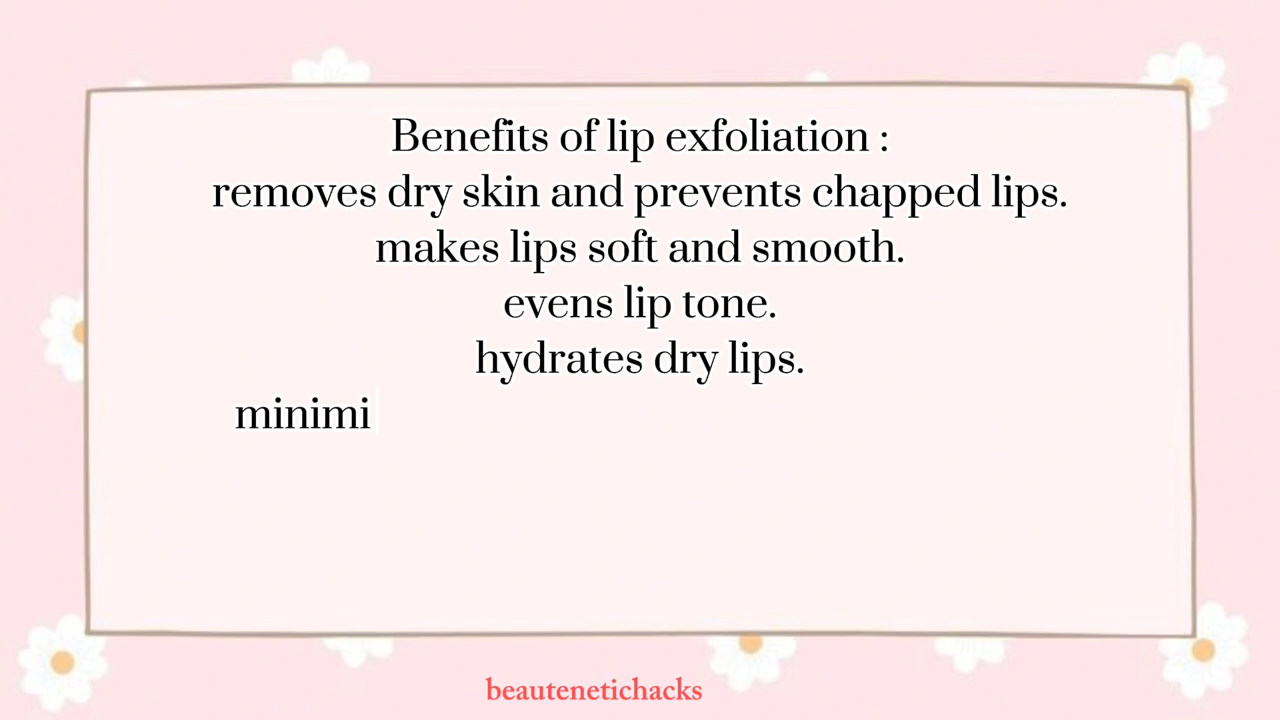 Benefits of lip exfoliation :
removes dry skin and prevents chapped lips.
makes lips soft and smooth.
evens lip tone.
hydrates dry lips.
minimi
beautenetichacks